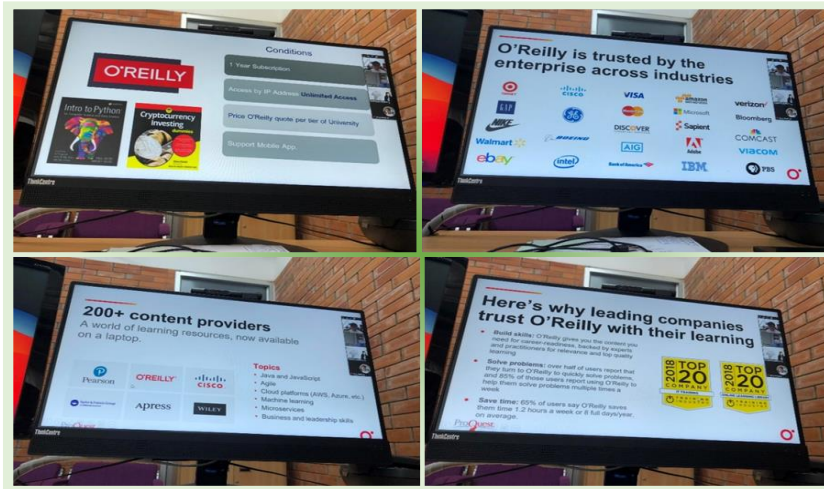 Conditions
O'REILLY
1 Year Subscription
Access by IP Address Unlimited Access
Price O'Reilly quote per tier of University
Support Mobile App.
Intro to Python
Cryptocurrency
Investing
dummies
ThinkCentre
O'Reilly is trusted by the
enterprise across industries
CISCO
VISA
amazon
verizon
GAP
GE
MasterCard
Microsoft
Bloomberg
NIKE
BOEING
DISCOVER
Sapient
COMCAST
Walmart
AIG
Adobe
VIACOM
ebay
intel
Bank of America
IBM
PBS
ThinkCentre
200+ content providers
A world of learning resources, now available
on a laptop.
Pearson
O'REILLY
CISCO
Apress
WILEY
Topics
• Java and JavaScript
• Agile
• Cloud platforms (AWS, Azure, etc.)
• Machine learning
• Microservices
• Business and leadership skills
ProQuest
ThinkCentre
Here's why leading companies
trust O'Reilly with their learning
• Build skills: O'Reilly gives you the content you
need for career-readiness, backed by experts
and practitioners for relevance and top quality
learning
• Solve problems: over half of users report that
they turn to O'Reilly to quickly solve problems,
and 85% of those users report using O'Reilly to
help them solve problems multiple times a
week
• Save time: 65% of users say O'Reilly saves
them time 1.2 hours a week or 8 full days/year,
on average.
2018
TOP
20
COMPANY
2018
TOP
20
COMPANY
ProQuest
ThinkCentre